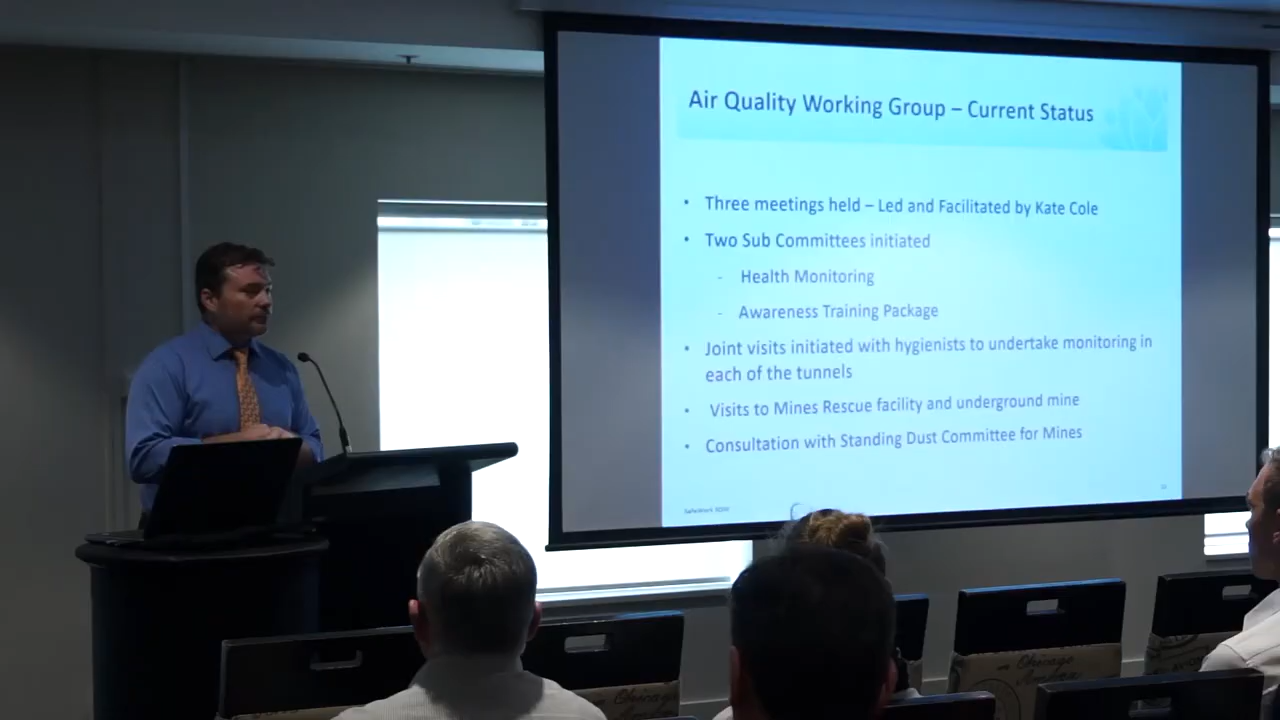 Air Quality Working Group – Current Status
• Three meetings held – Led and Facilitated by Kate Cole
• Two Sub Committees initiated
- Health Monitoring
- Awareness Training Package
• Joint visits initiated with hygienists to undertake monitoring in
each of the tunnels
• Visits to Mines Rescue facility and underground mine
• Consultation with Standing Dust Committee for Mines
SafeWork NSW
Chicago
Chicago